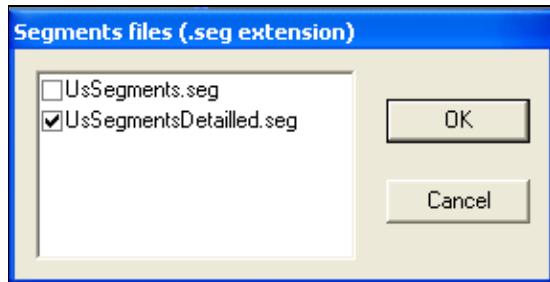 Segments files (.seg extension)
UsSegments.seg
UsSegmentsDetailled.seg
OK
Cancel